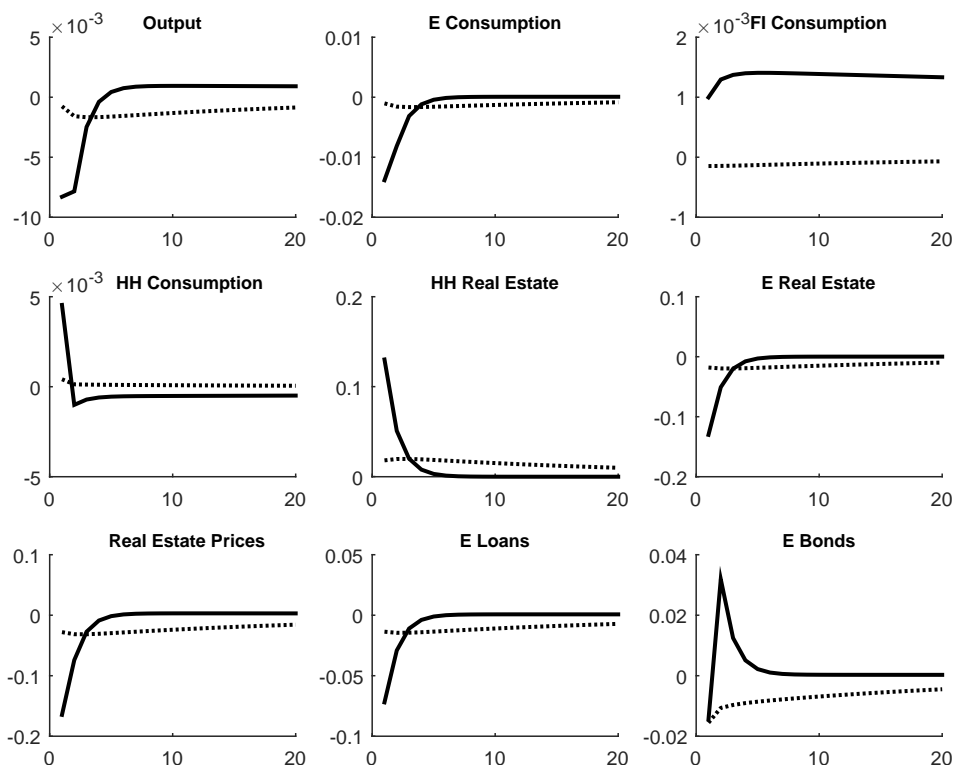 ×10⁻³ Output
5
0
-5
-10
0 10 20
E Consumption
0.01
0
-0.01
-0.02
0 10 20
×10⁻³ FI Consumption
2
1
0
-1
0 10 20
×10⁻³ HH Consumption
5
0
-5
0 10 20
HH Real Estate
0.2
0.1
0
0 10 20
E Real Estate
0.1
0
-0.1
-0.2
0 10 20
Real Estate Prices
0.1
0
-0.1
-0.2
0 10 20
E Loans
0.05
0
-0.05
-0.1
0 10 20
E Bonds
0.04
0.02
0
-0.02
0 10 20